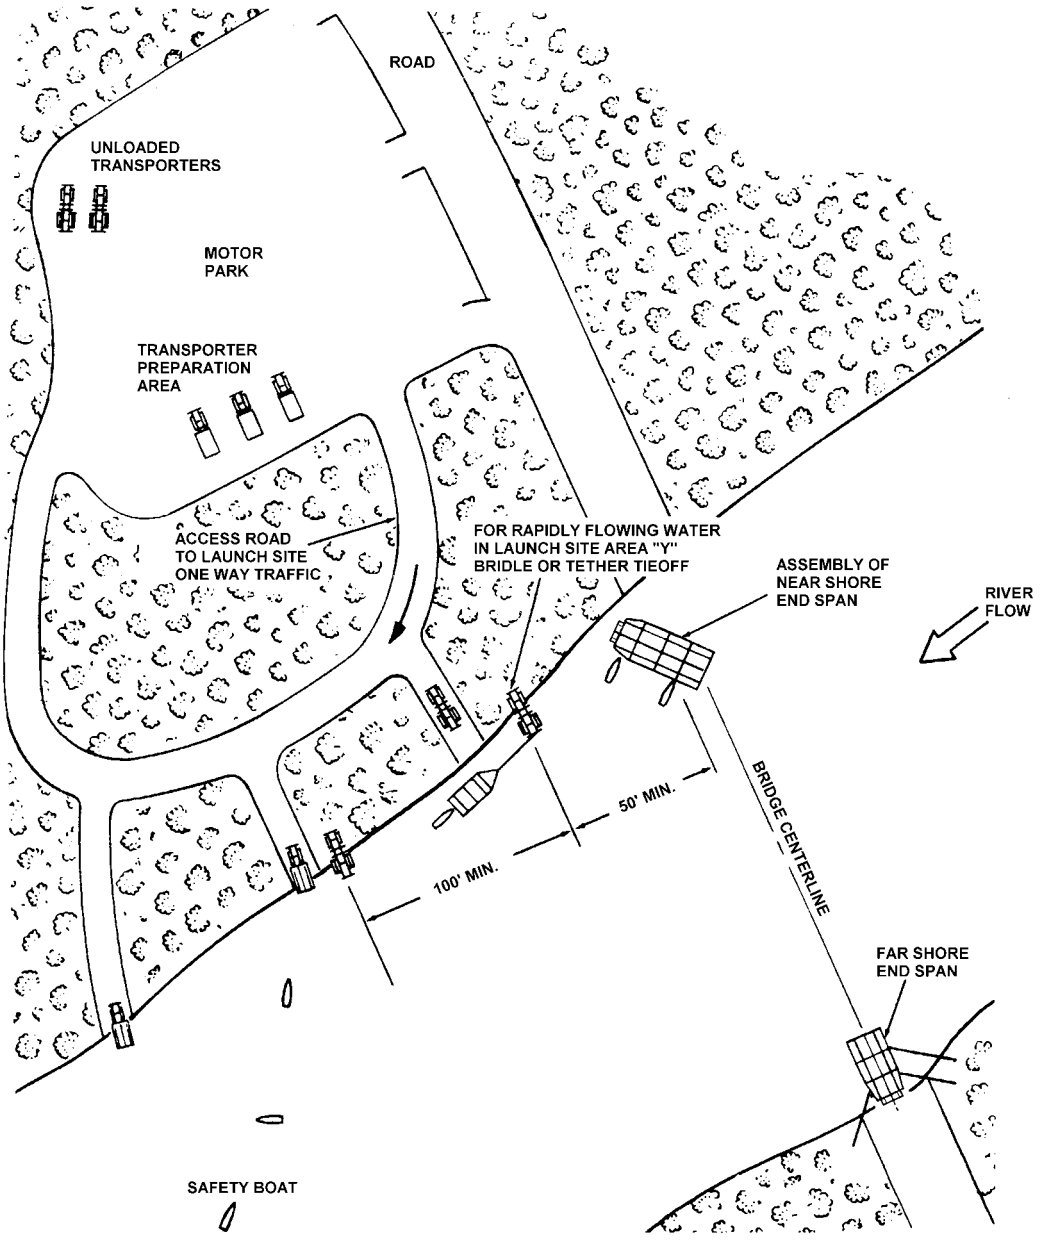 ROAD
UNLOADED
TRANSPORTERS
MOTOR
PARK
TRANSPORTER
PREPARATION
AREA
ACCESS ROAD
TO LAUNCH SITE
ONE WAY TRAFFIC
FOR RAPIDLY FLOWING WATER
IN LAUNCH SITE AREA "Y"
BRIDLE OR TETHER TIEOFF
ASSEMBLY OF
NEAR SHORE
END SPAN
RIVER
FLOW
50' MIN.
100' MIN.
BRIDGE CENTERLINE
FAR SHORE
END SPAN
SAFETY BOAT